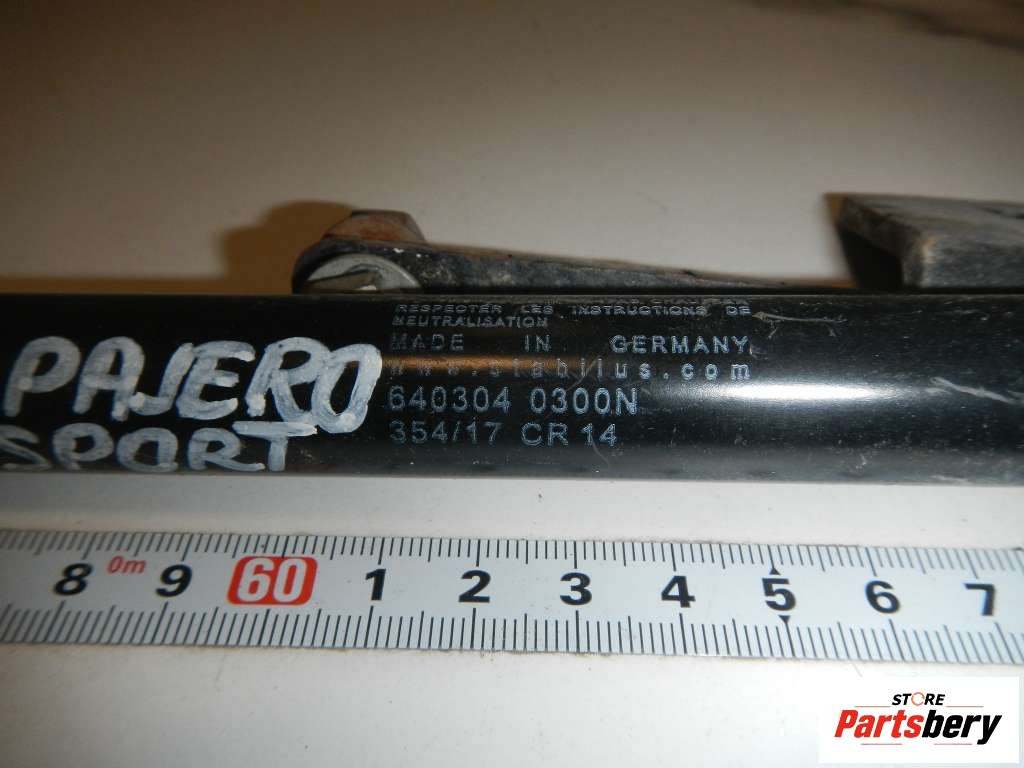 RESPECTER LES INSTRUCTIONS DE
NEUTRALISATION
MADE IN GERMANY
www.stabilus.com
640304 0300N
354/17 CR 14
PAJERO
SPORT
8 0m 9 60 1 2 3 4 5 6 7
STORE
Partsbery